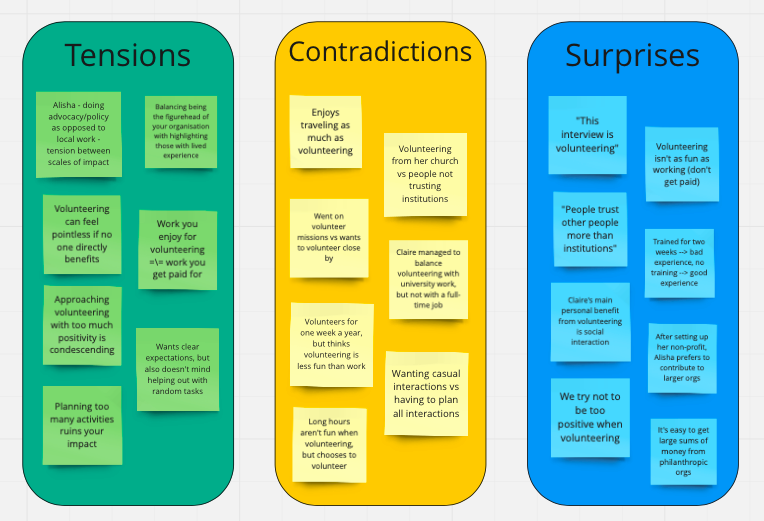 Tensions
Alisha - doing
advocacy/policy
as opposed to
local work -
tension between
scales of impact
Balancing being
the figurehead of
your organisation
with highlighting
those with lived
experience
Volunteering
can feel
pointless if no
one directly
benefits
Work you
enjoy for
volunteering
=\= work you
get paid for
Approaching
volunteering
with too much
positivity is
condescending
Wants clear
expectations, but
also doesn't mind
helping out with
random tasks
Planning too
many activities
ruins your
impact
Contradictions
Enjoys
traveling as
much as
volunteering
Volunteering
from her church
vs people not
trusting
institutions
Went on
volunteer
missions vs wants
to volunteer close
by
Claire managed to
balance
volunteering with
university work,
but not with a full-
time job
Volunteers for
one week a year,
but thinks
volunteering is
less fun than work
Wanting casual
interactions vs
having to plan
all interactions
Long hours
aren't fun when
volunteering,
but chooses to
volunteer
Surprises
"This
interview is
volunteering"
Volunteering
isn't as fun as
working (don't
get paid)
"People trust
other people
more than
institutions"
Trained for two
weeks --> bad
experience, no
training --> good
experience
Claire's main
personal benefit
from volunteering
is social
interaction
After setting up
her non-profit,
Alisha prefers to
contribute to
larger orgs
We try not to
be too
positive when
volunteering
It's easy to get
large sums of
money from
philanthropic
orgs